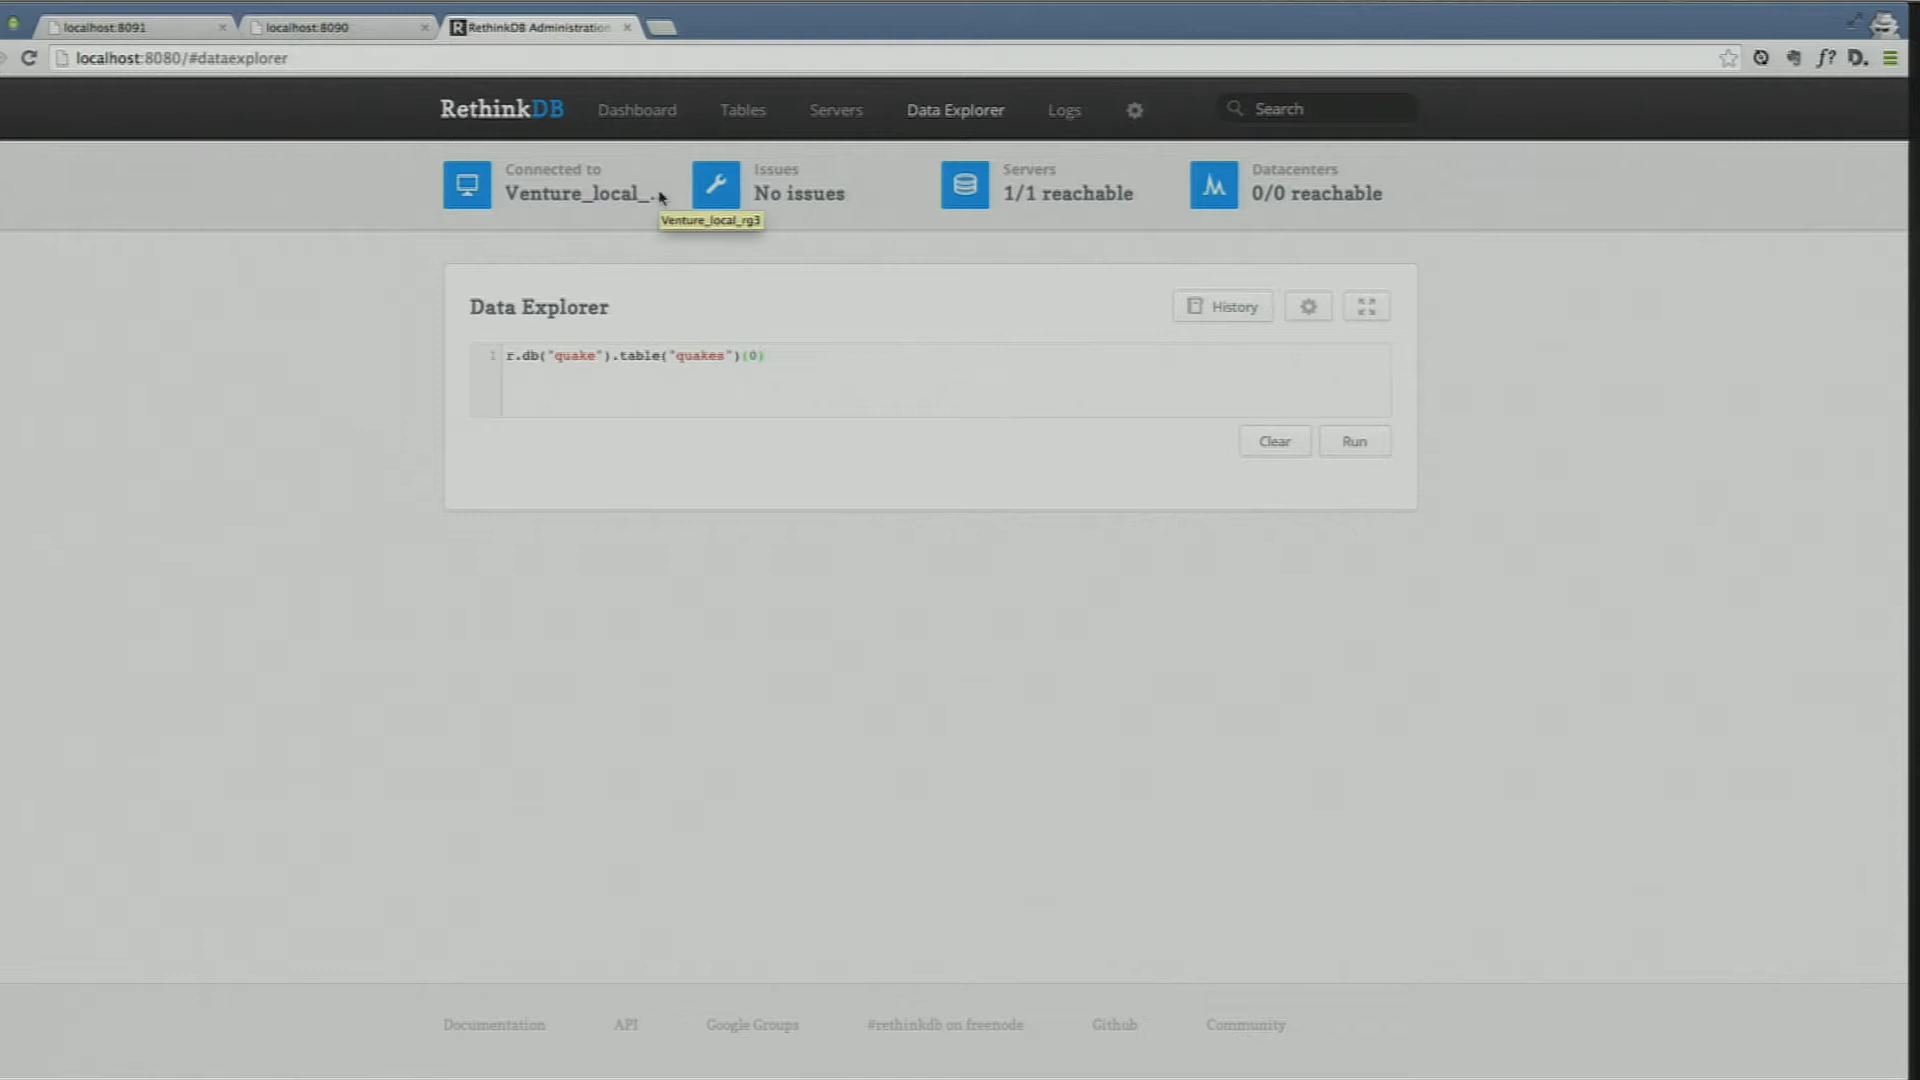 localhost:8091
localhost:8090
RethinkDB Administration
localhost:8080/#dataexplorer
f?
D.
RethinkDB
Dashboard
Tables
Servers
Data Explorer
Logs
Search
Connected to
Venture_local_..
Issues
No issues
Servers
1/1 reachable
Datacenters
0/0 reachable
Venture_local_rg3
Data Explorer
History
1
r.db("quake").table("quakes")(0)
Clear
Run
Documentation
API
Google Groups
#rethinkdb on freenode
Github
Community